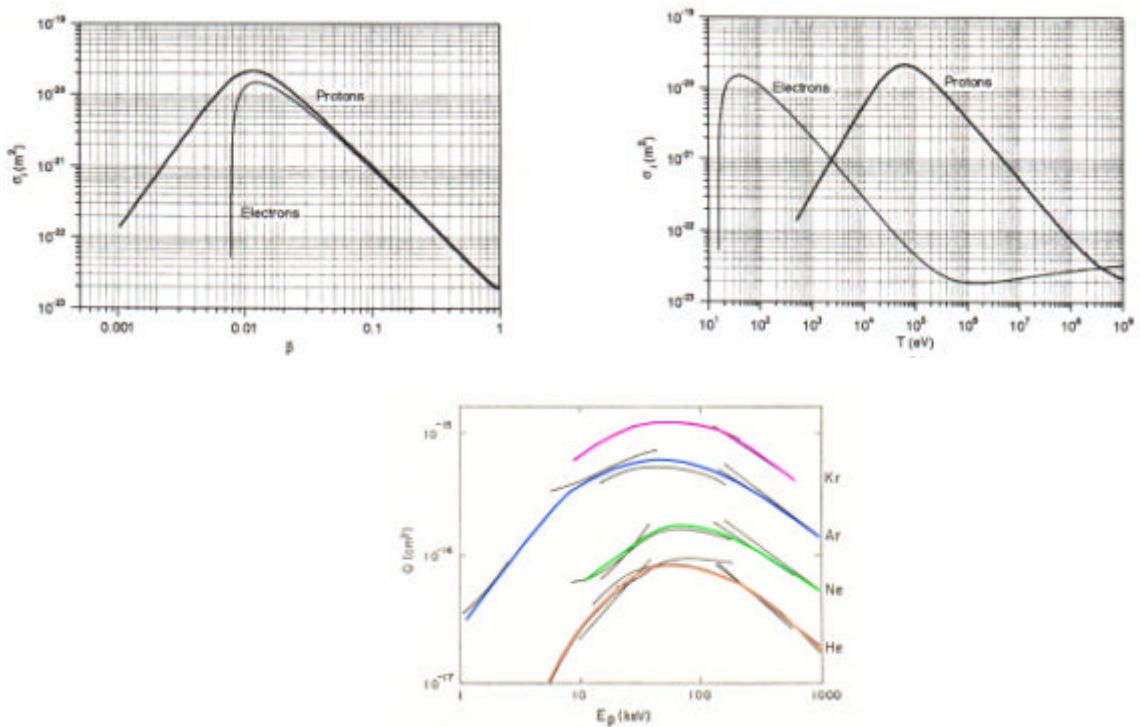 10⁻¹⁹
10⁻²⁰
10⁻²¹
10⁻²²
10⁻²³
σᵢ (m²)
Protons
Electrons
0.001
0.01
0.1
1
β
10⁻¹⁹
10⁻²⁰
10⁻²¹
10⁻²²
10⁻²³
σᵢ (m²)
Electrons
Protons
10¹
10²
10³
10⁴
10⁵
10⁶
10⁷
10⁸
10⁹
T (eV)
10⁻¹⁵
10⁻¹⁶
10⁻¹⁷
Q (cm²)
Kr
Ar
Ne
He
1
10
100
1000
Eₚ (keV)